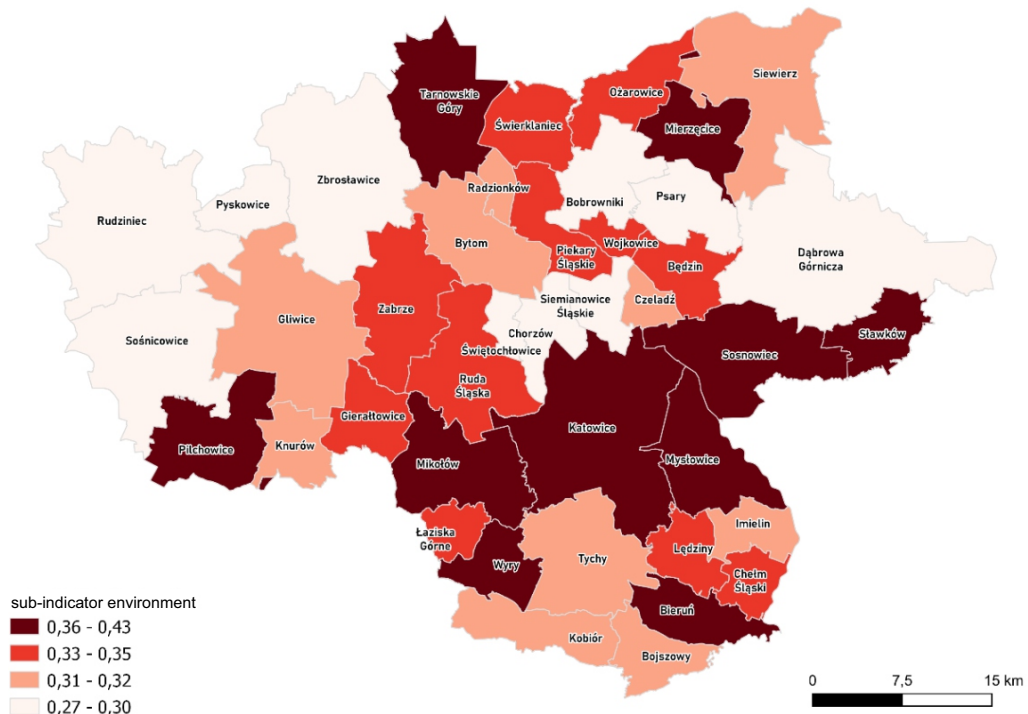 Siewierz
Tarnowskie
Góry
Ożarowice
Świerklaniec
Mierzęcice
Zbrosławice
Radzionków
Psary
Bobrowniki
Pyskowice
Rudziniec
Bytom
Wojkowice
Piekary
Śląskie
Będzin
Dąbrowa
Górnicza
Siemianowice
Śląskie
Czeladź
Zabrze
Gliwice
Chorzów
Sławków
Sośnicowice
Świętochłowice
Sosnowiec
Ruda
Śląska
Gierałtowice
Katowice
Knurów
Pilchowice
Mikołów
Mysłowice
Imielin
Łaziska
Górne
Lędziny
Tychy
Wyry
Chełm
Śląski
Bieruń
Kobiór
Bojszowy
sub-indicator environment
0,36 - 0,43
0,33 - 0,35
0,31 - 0,32
0,27 - 0,30
0 7,5 15 km